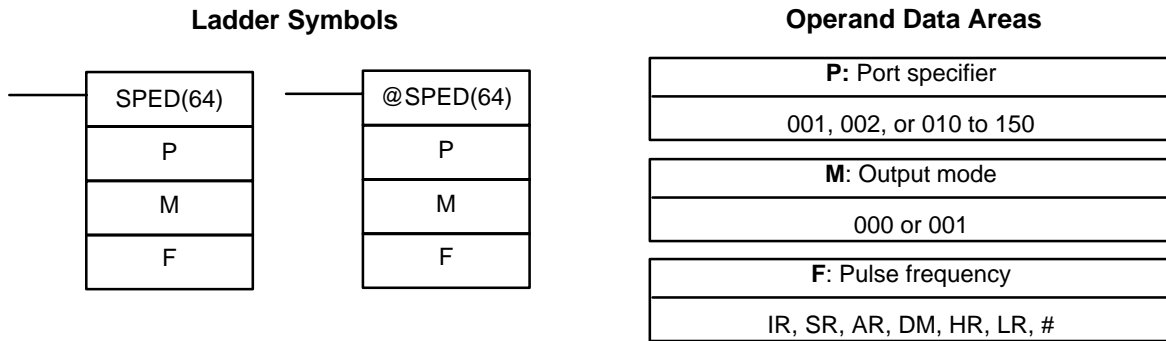 Ladder Symbols
SPED(64)
P
M
F
@SPED(64)
P
M
F
Operand Data Areas
P: Port specifier
001, 002, or 010 to 150
M: Output mode
000 or 001
F: Pulse frequency
IR, SR, AR, DM, HR, LR, #